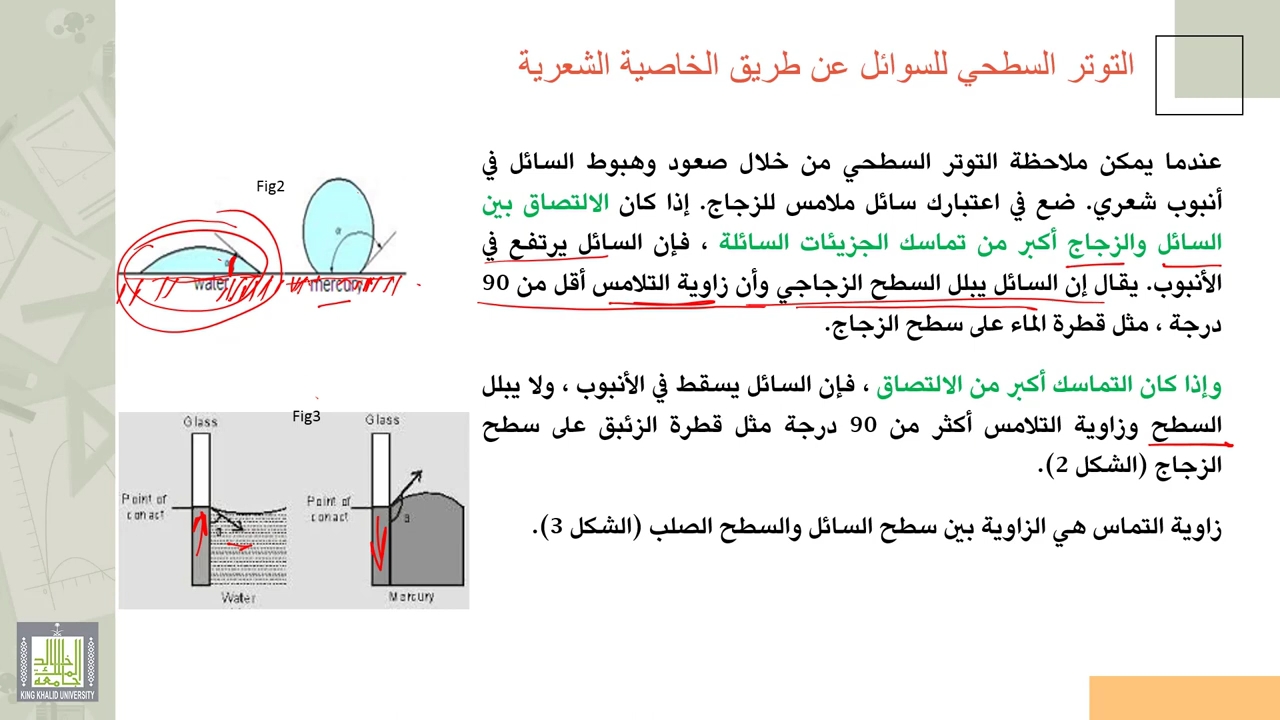 التوتر السطحي للسوائل عن طريق الخاصية الشعرية
عندما يمكن ملاحظة التوتر السطحي من خلال صعود وهبوط السائل في
أنبوب شعري. ضع في اعتبارك سائل ملامس للزجاج. إذا كان الالتصاق بين
السائل والزجاج أكبر من تماسك الجزيئات السائلة ، فإن السائل يرتفع في
الأنبوب. يقال إن السائل يبلل السطح الزجاجي وأن زاوية التلامس أقل من 90
درجة ، مثل قطرة الماء على سطح الزجاج.
وإذا كان التماسك أكبر من الالتصاق ، فإن السائل يسقط في الأنبوب ، ولا يبلل
السطح وزاوية التلامس أكثر من 90 درجة مثل قطرة الزئبق على سطح
الزجاج (الشكل 2).
زاوية التماس هي الزاوية بين سطح السائل والسطح الصلب (الشكل 3).
Fig2
water
mercury
Fig3
Glass
Glass
Point of
conact
Point of
conact
a
Water
Mercury
جامعة الملك خالد
KING KHALID UNIVERSITY